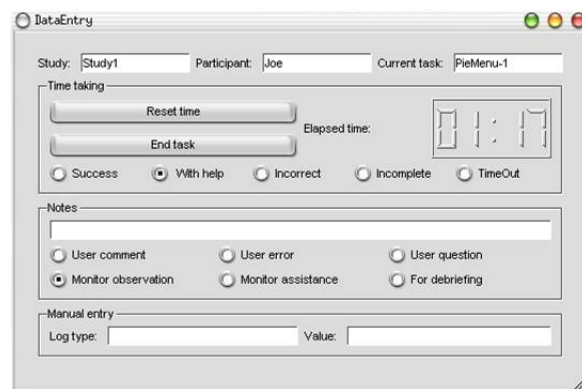 DataEntry
Study: Study1 Participant: Joe Current task: PieMenu-1
Time taking
Reset time
Elapsed time: 01:17
End task
Success With help Incorrect Incomplete TimeOut
Notes
User comment User error User question
Monitor observation Monitor assistance For debriefing
Manual entry
Log type: Value: